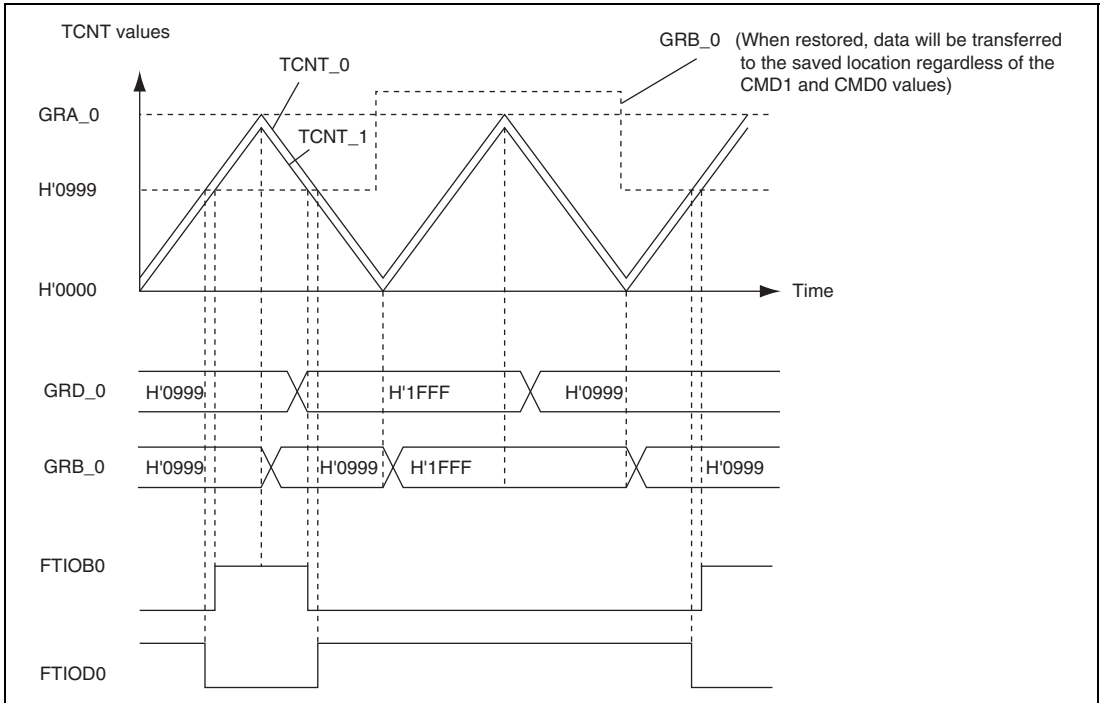 TCNT values
GRB_0 (When restored, data will be transferred
to the saved location regardless of the
CMD1 and CMD0 values)
TCNT_0
GRA_0
TCNT_1
H'0999
H'0000
Time
GRD_0 H'0999 H'1FFF H'0999
GRB_0 H'0999 H'0999 H'1FFF H'0999
FTIOB0
FTIOD0